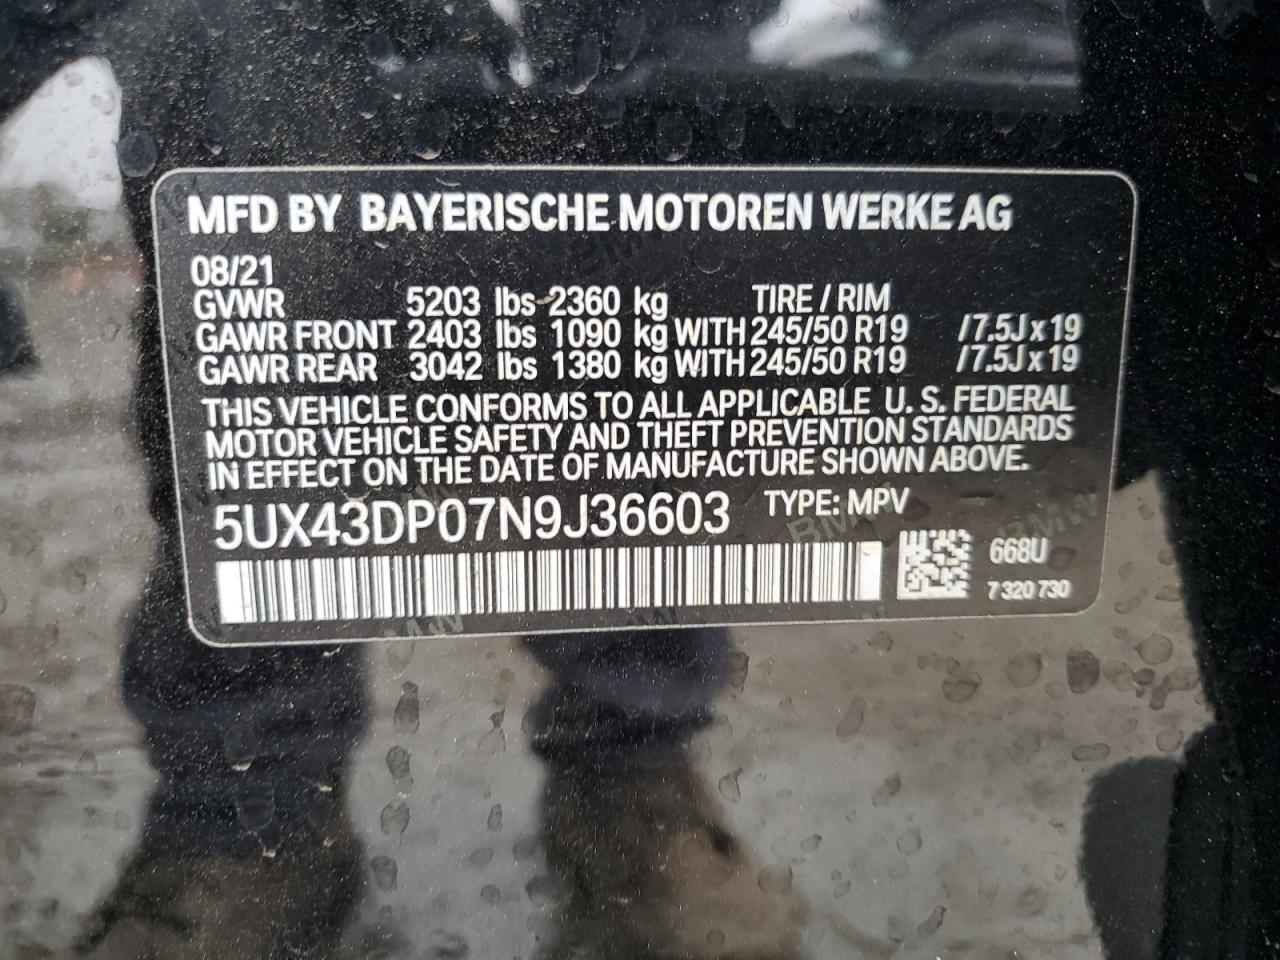 MFD BY BAYERISCHE MOTOREN WERKE AG
08/21
GVWR 5203 lbs 2360 kg TIRE / RIM
GAWR FRONT 2403 lbs 1090 kg WITH 245/50 R19 /7.5J x 19
GAWR REAR 3042 lbs 1380 kg WITH 245/50 R19 /7.5J x 19
THIS VEHICLE CONFORMS TO ALL APPLICABLE U. S. FEDERAL
MOTOR VEHICLE SAFETY AND THEFT PREVENTION STANDARDS
IN EFFECT ON THE DATE OF MANUFACTURE SHOWN ABOVE.
5UX43DP07N9J36603 TYPE: MPV
668U
7 320 730
BMW
BMW
BMW